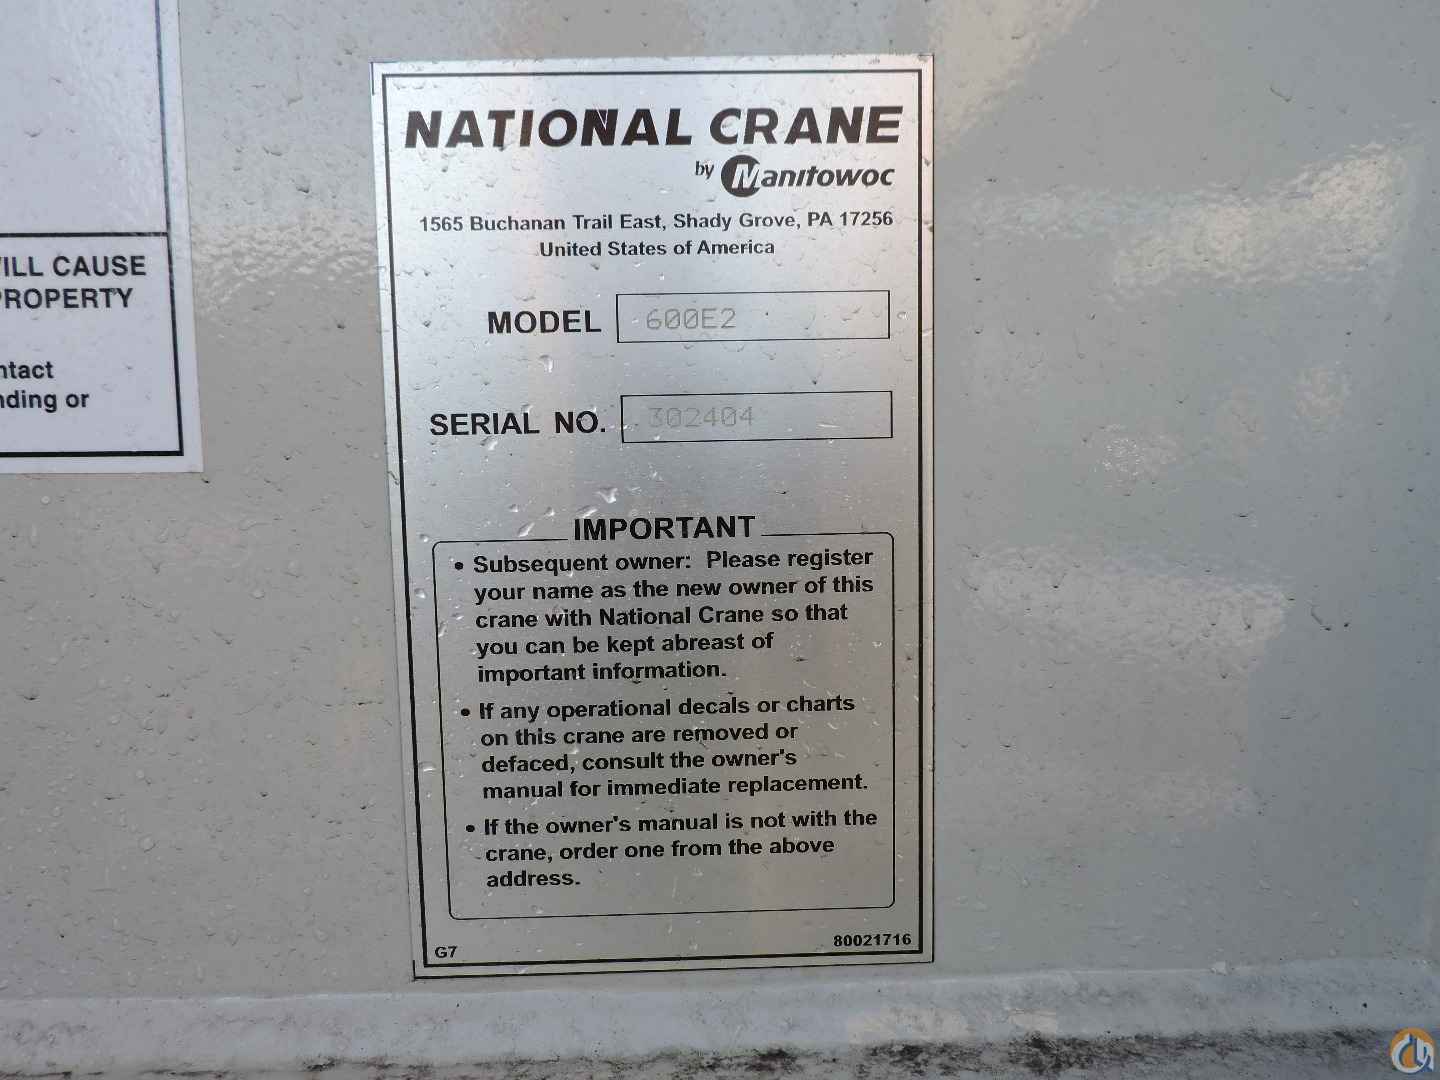 WILL CAUSE
PROPERTY
ntact
nding or
NATIONAL CRANE
by Manitowoc
1565 Buchanan Trail East, Shady Grove, PA 17256
United States of America
MODEL 600E2
SERIAL NO. 302404
IMPORTANT
• Subsequent owner: Please register
your name as the new owner of this
crane with National Crane so that
you can be kept abreast of
important information.
• If any operational decals or charts
on this crane are removed or
defaced, consult the owner's
manual for immediate replacement.
• If the owner's manual is not with the
crane, order one from the above
address.
G7 80021716